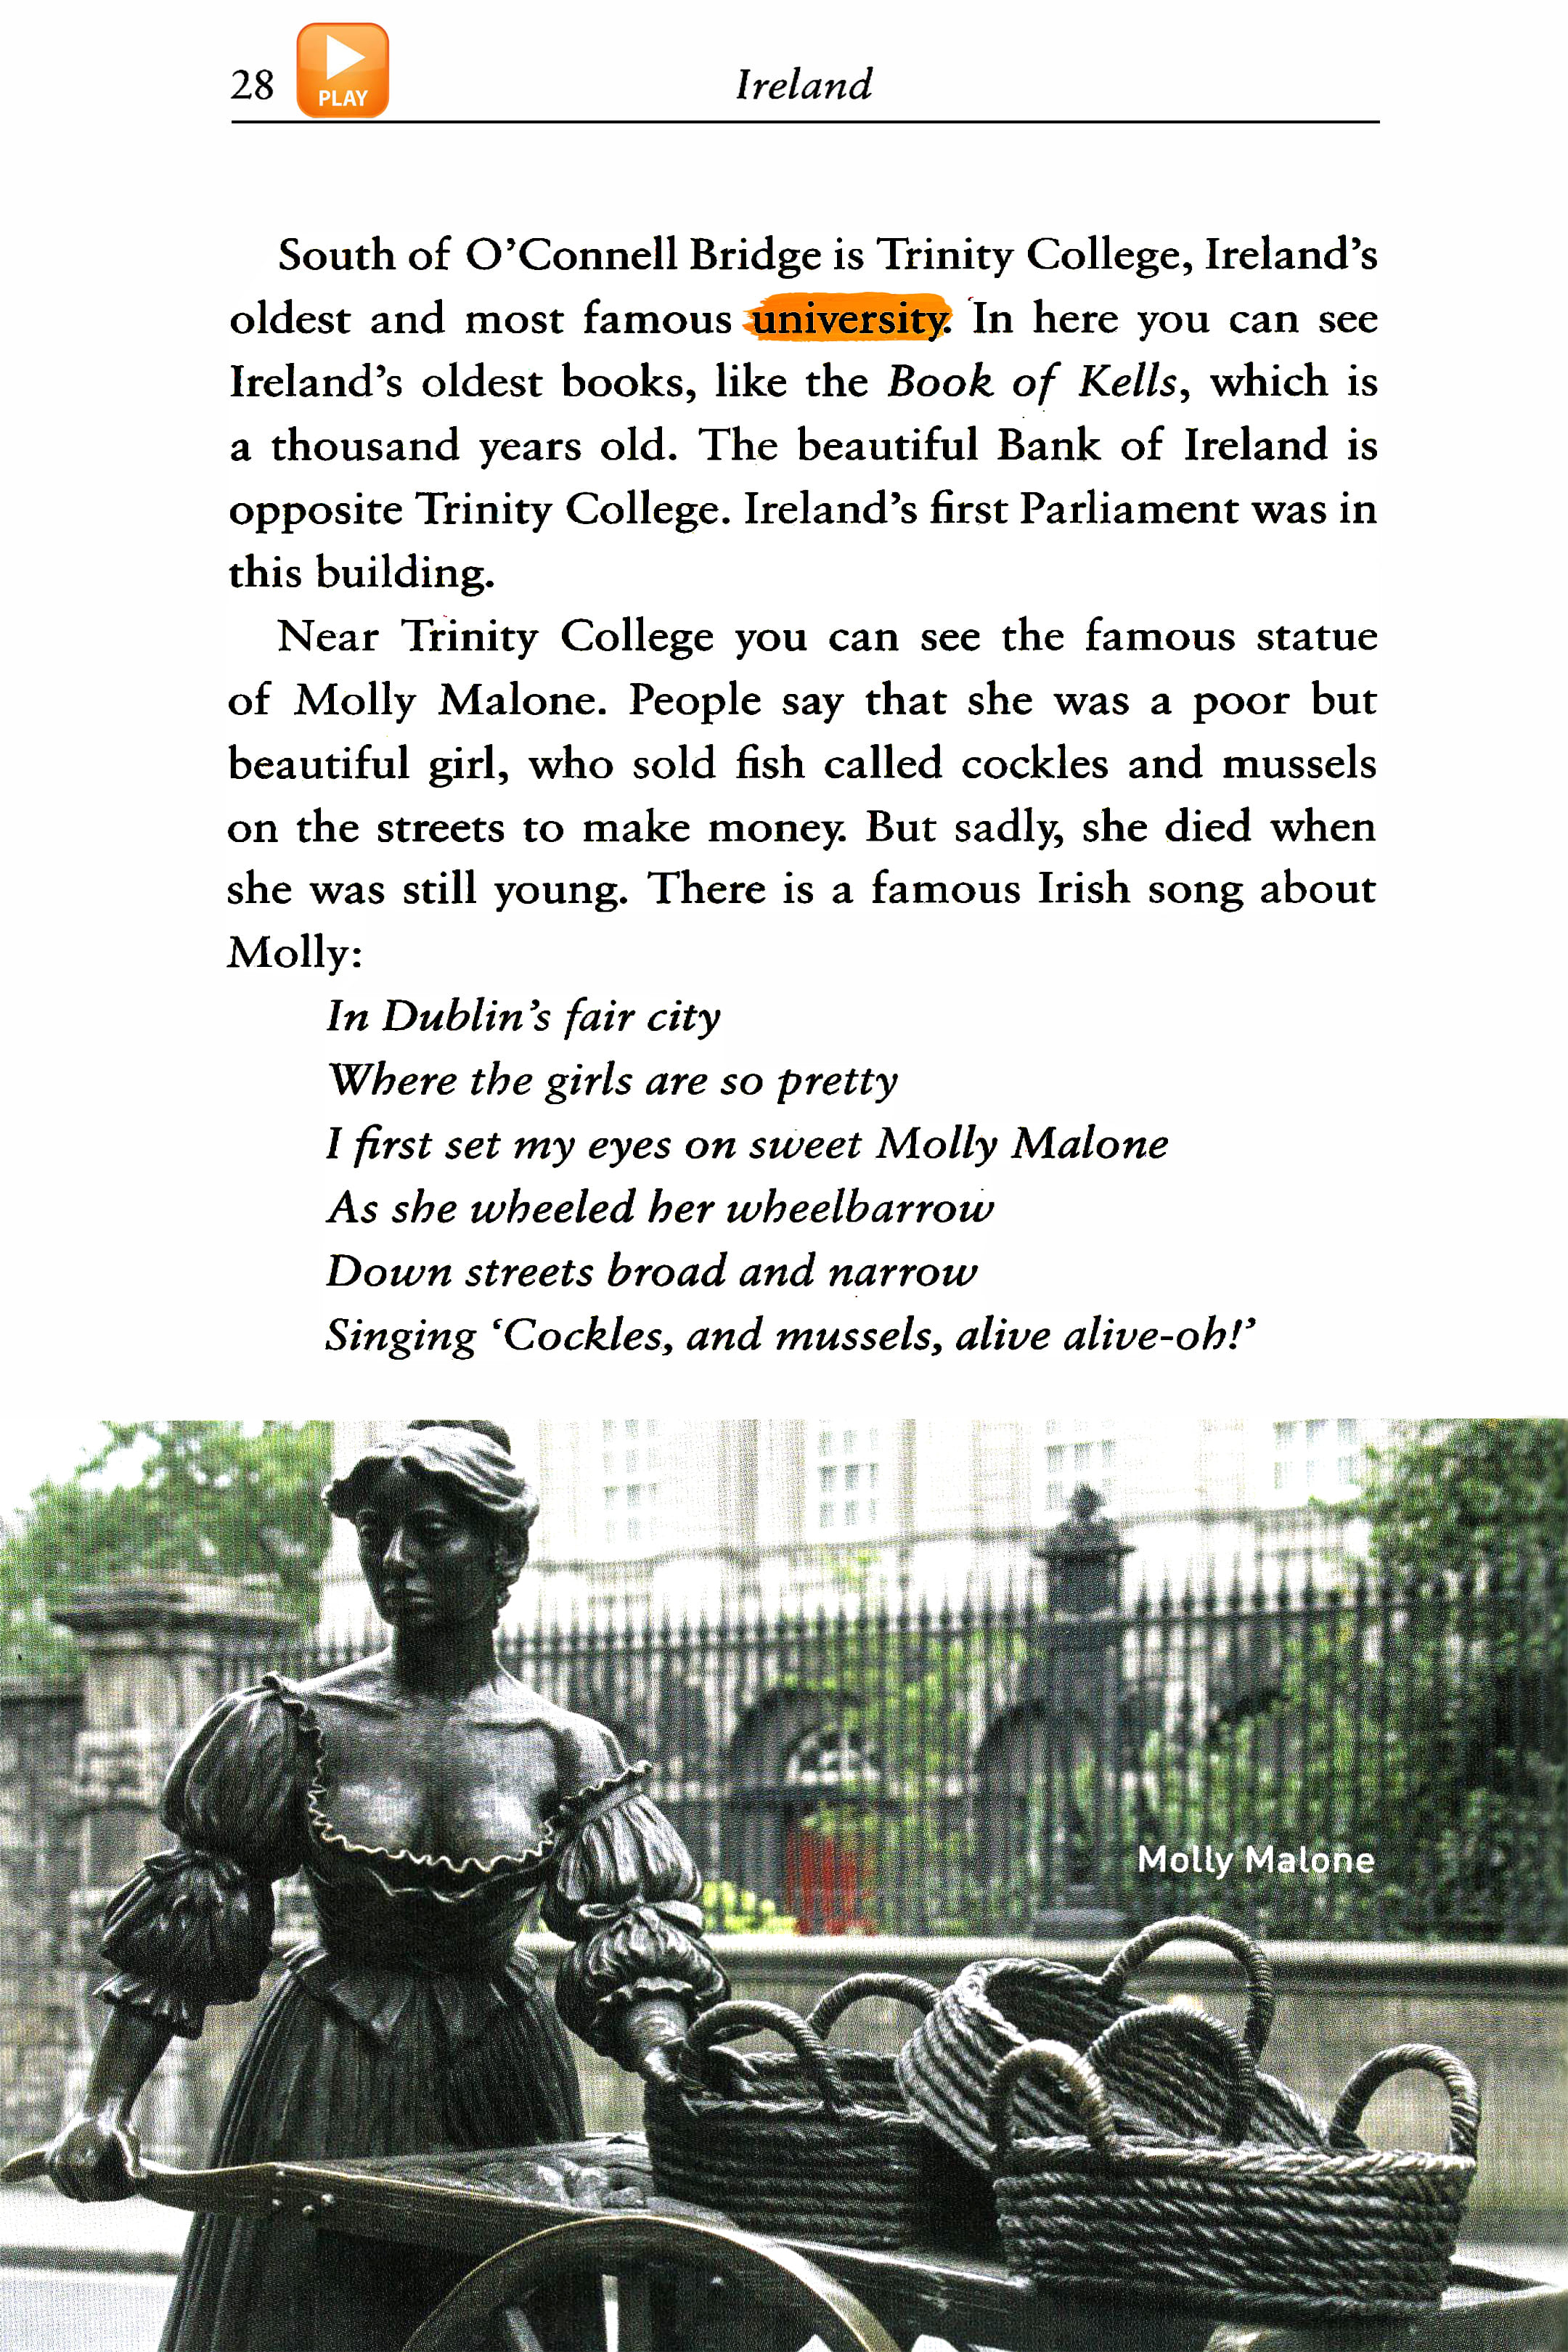 28
PLAY
Ireland
South of O’Connell Bridge is Trinity College, Ireland’s
oldest and most famous university. In here you can see
Ireland’s oldest books, like the Book of Kells, which is
a thousand years old. The beautiful Bank of Ireland is
opposite Trinity College. Ireland’s first Parliament was in
this building.
Near Trinity College you can see the famous statue
of Molly Malone. People say that she was a poor but
beautiful girl, who sold fish called cockles and mussels
on the streets to make money. But sadly, she died when
she was still young. There is a famous Irish song about
Molly:
In Dublin’s fair city
Where the girls are so pretty
I first set my eyes on sweet Molly Malone
As she wheeled her wheelbarrow
Down streets broad and narrow
Singing ‘Cockles, and mussels, alive alive-oh!’
Molly Malone